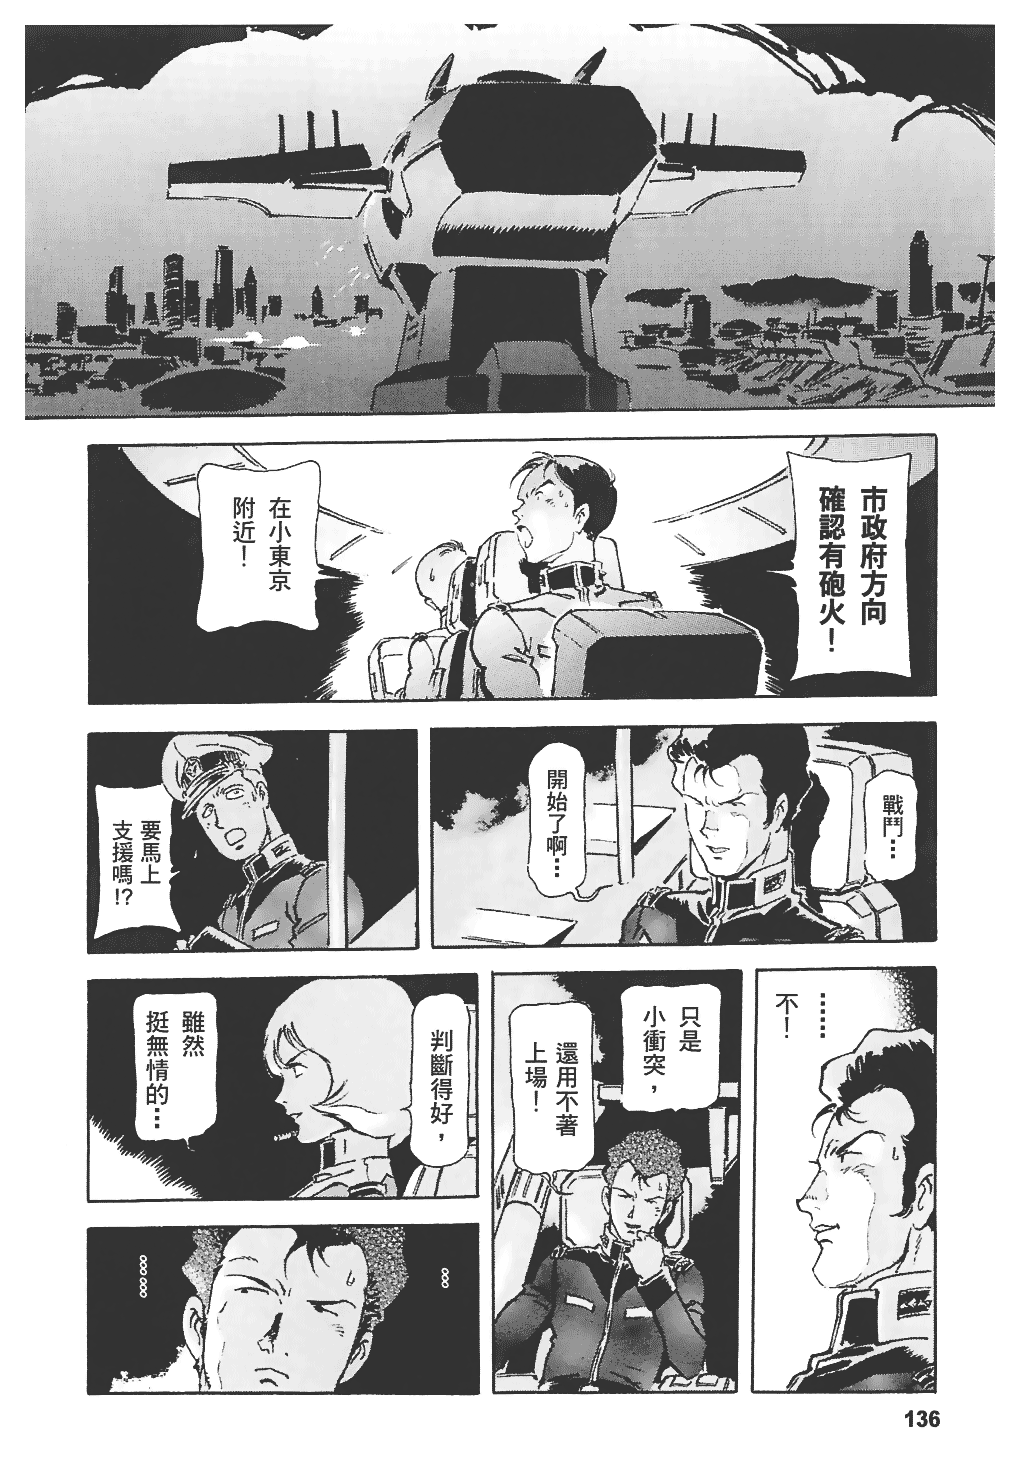 市政府方向
確認有砲火！
在小東京
附近！
戰鬥…
開始了啊…
要馬上
支援嗎!?
……
不！
只是
小衝突，
還用不著
上場！
判斷得好，
雖然
挺無情的…
136